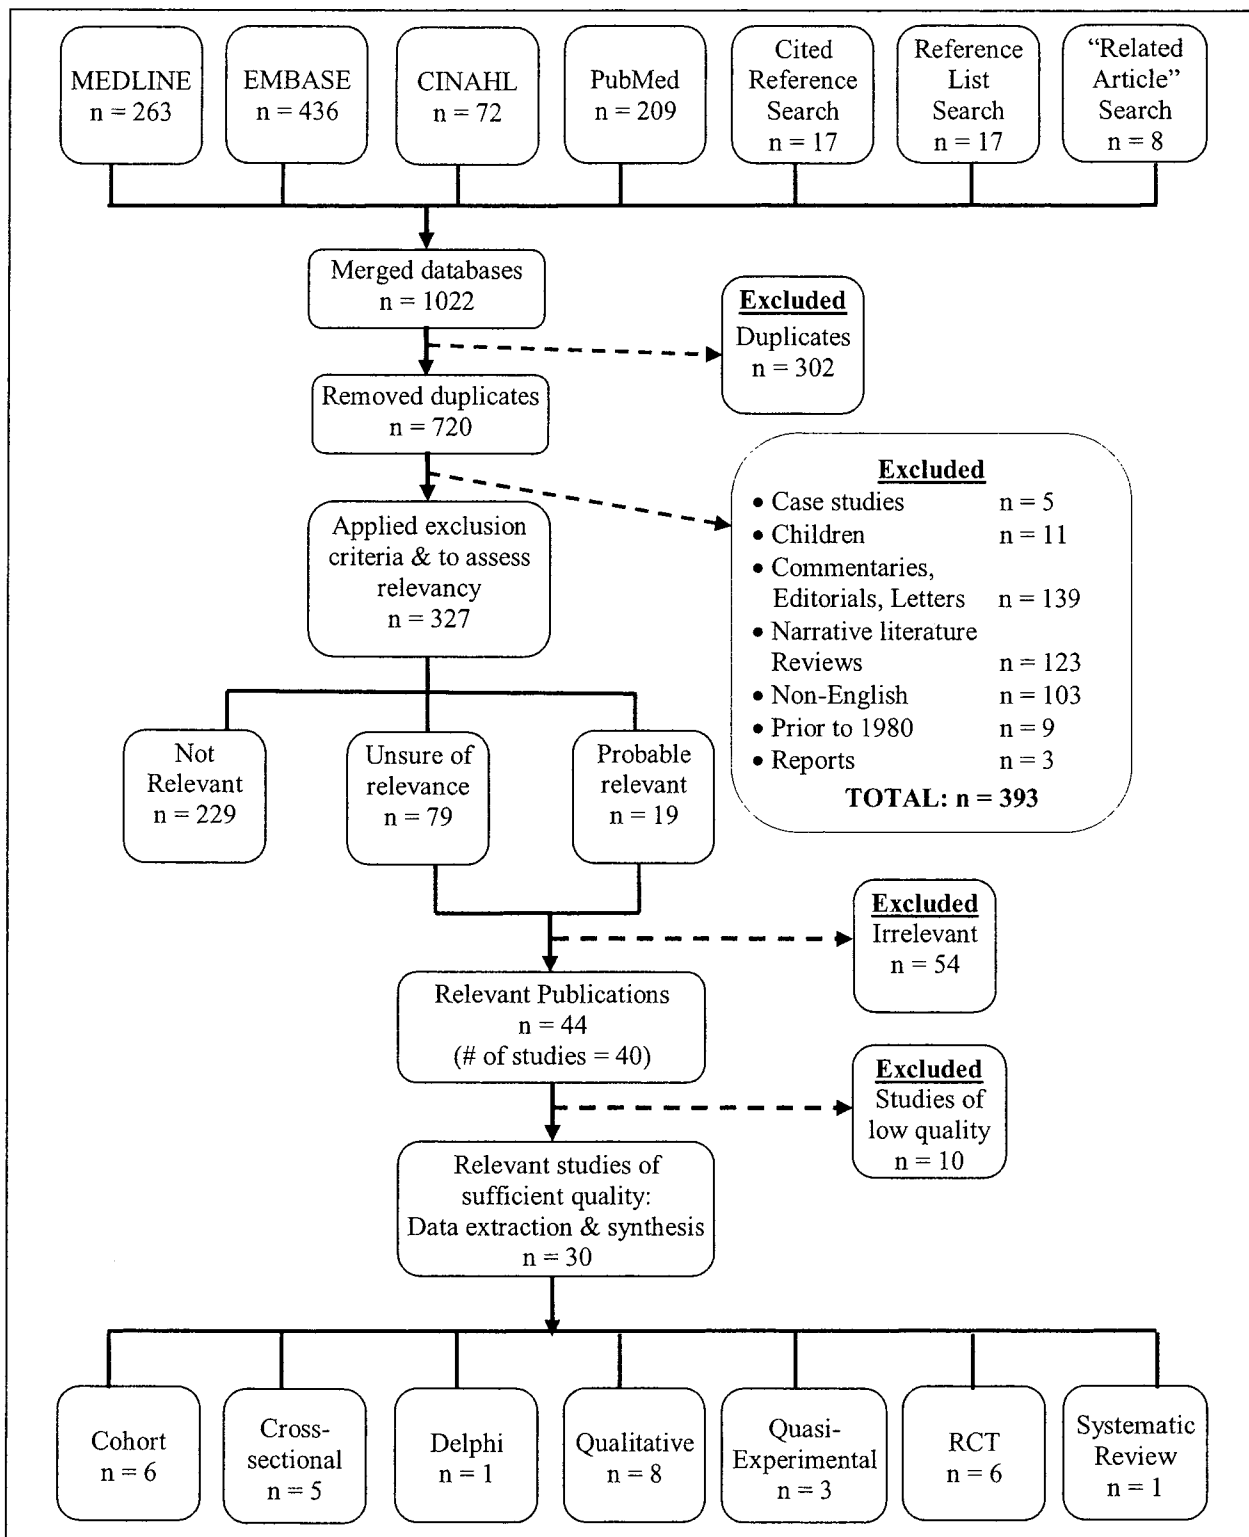 MEDLINE
n = 263
EMBASE
n = 436
CINAHL
n = 72
PubMed
n = 209
Cited
Reference
Search
n = 17
Reference
List
Search
n = 17
“Related
Article”
Search
n = 8
Merged databases
n = 1022
Excluded
Duplicates
n = 302
Removed duplicates
n = 720
Excluded
• Case studies n = 5
• Children n = 11
• Commentaries,
Editorials, Letters n = 139
• Narrative literature
Reviews n = 123
• Non-English n = 103
• Prior to 1980 n = 9
• Reports n = 3
TOTAL: n = 393
Applied exclusion
criteria & to assess
relevancy
n = 327
Not
Relevant
n = 229
Unsure of
relevance
n = 79
Probable
relevant
n = 19
Excluded
Irrelevant
n = 54
Relevant Publications
n = 44
(# of studies = 40)
Excluded
Studies of
low quality
n = 10
Relevant studies of
sufficient quality:
Data extraction & synthesis
n = 30
Cohort
n = 6
Cross-
sectional
n = 5
Delphi
n = 1
Qualitative
n = 8
Quasi-
Experimental
n = 3
RCT
n = 6
Systematic
Review
n = 1